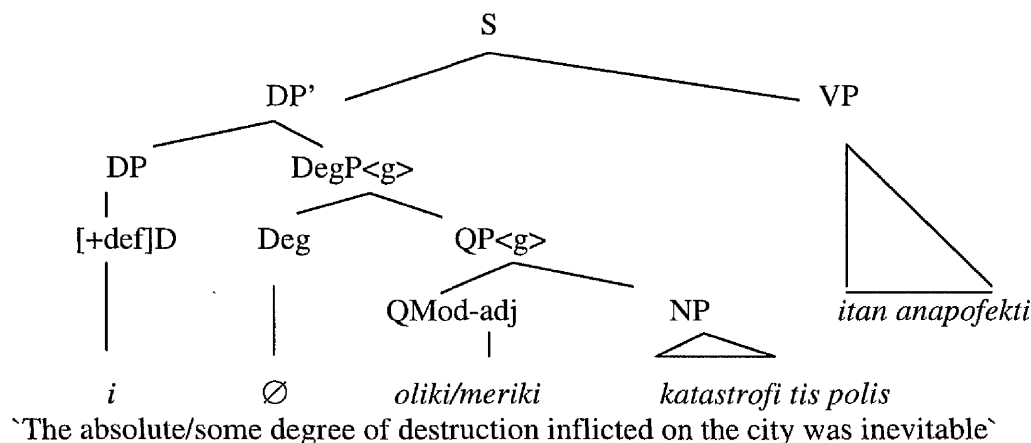 S
DP’ VP
DP DegP<g>
[+def]D Deg QP<g>
QMod-adj NP itan anapofekti
i ∅ oliki/meriki katastrofi tis polis
`The absolute/some degree of destruction inflicted on the city was inevitable`